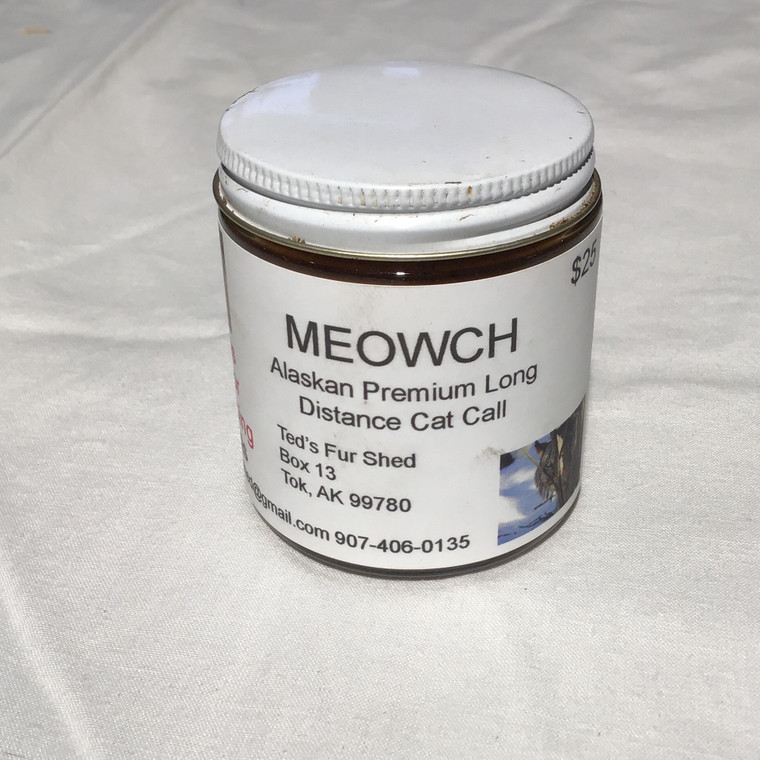 $25
MEOWCH
Alaskan Premium Long
Distance Cat Call
Ted's Fur Shed
Box 13
Tok, AK 99780
@gmail.com 907-406-0135